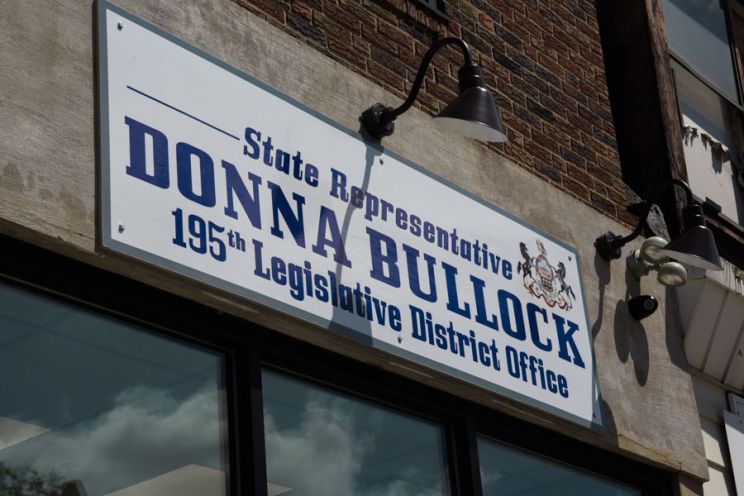 State Representative
DONNA BULLOCK
195th Legislative District Office